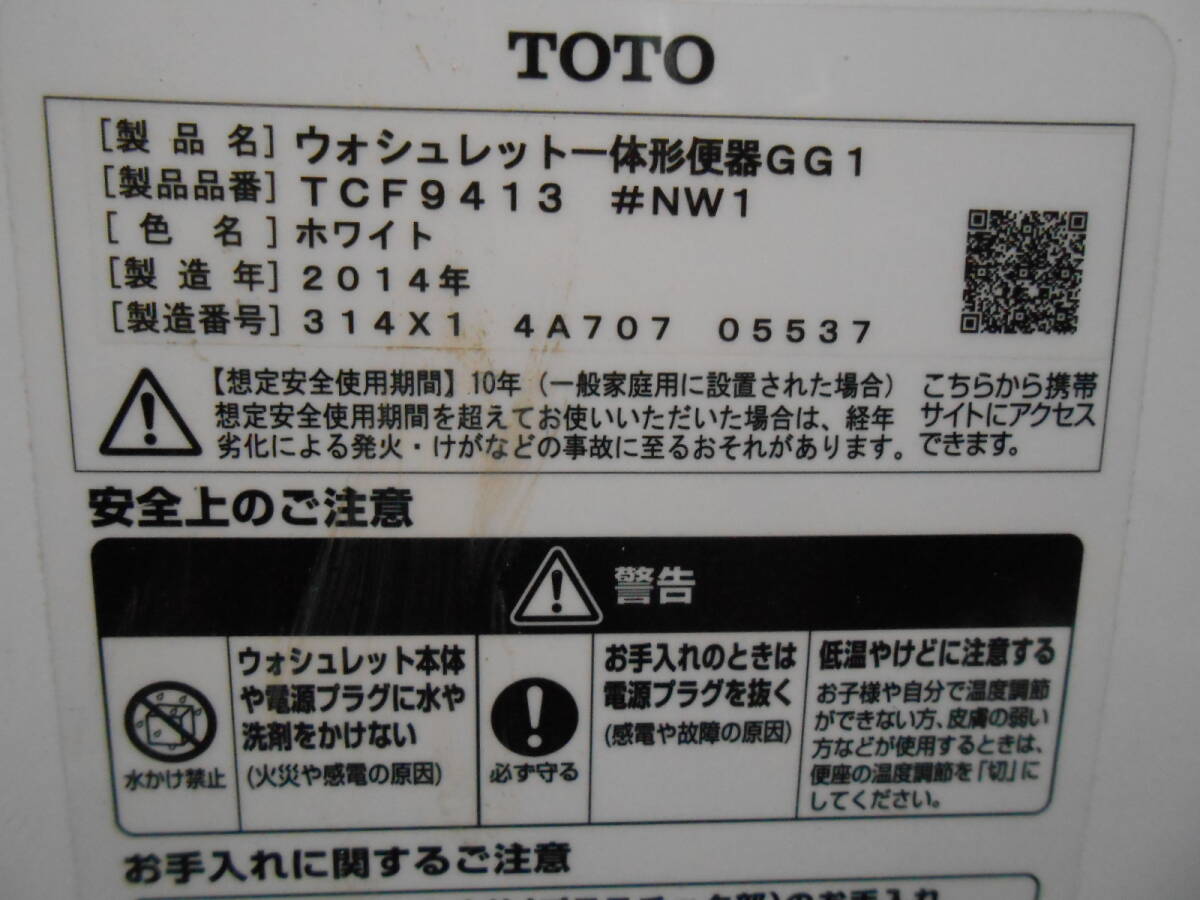 TOTO
[製品名] ウォシュレット一体形便器GG1
[製品品番] TCF9413 #NW1
[色名] ホワイト
[製造年] 2014年
[製造番号] 314X1 4A707 05537
【想定安全使用期間】10年（一般家庭用に設置された場合）
想定安全使用期間を超えてお使いいただいた場合は、経年
劣化による発火・けがなどの事故に至るおそれがあります。
こちらから携帯
サイトにアクセス
できます。
安全上のご注意
警告
水かけ禁止
ウォシュレット本体
や電源プラグに水や
洗剤をかけない
(火災や感電の原因)
必ず守る
お手入れのときは
電源プラグを抜く
(感電や故障の原因)
低温やけどに注意する
お子様や自分で温度調節
ができない方、皮膚の弱い
方などが使用するときは、
便座の温度調節を「切」に
してください。
お手入れに関するご注意